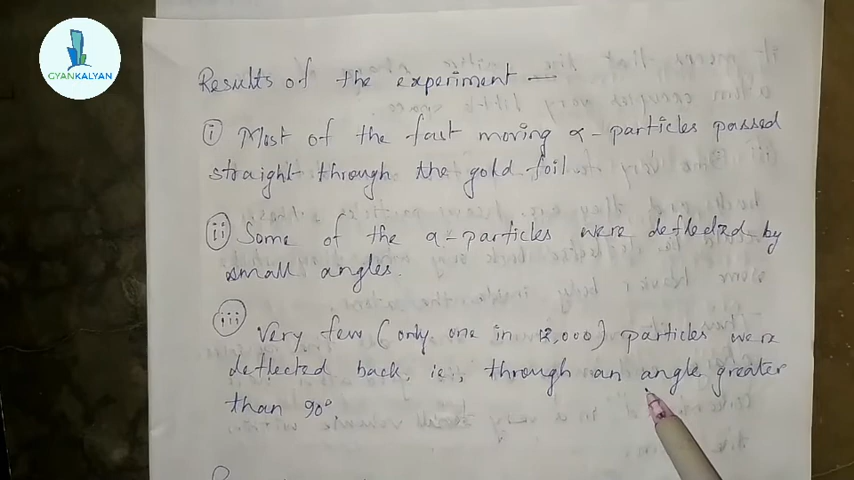 GYANKALYAN
Results of the experiment —
(i) Most of the fast moving α-particles passed
straight through the gold foil.
(ii) Some of the α-particles were deflected by
small angles.
(iii) Very few (only one in 12,000) particles were
deflected back, ie., through an angle greater
than 90°